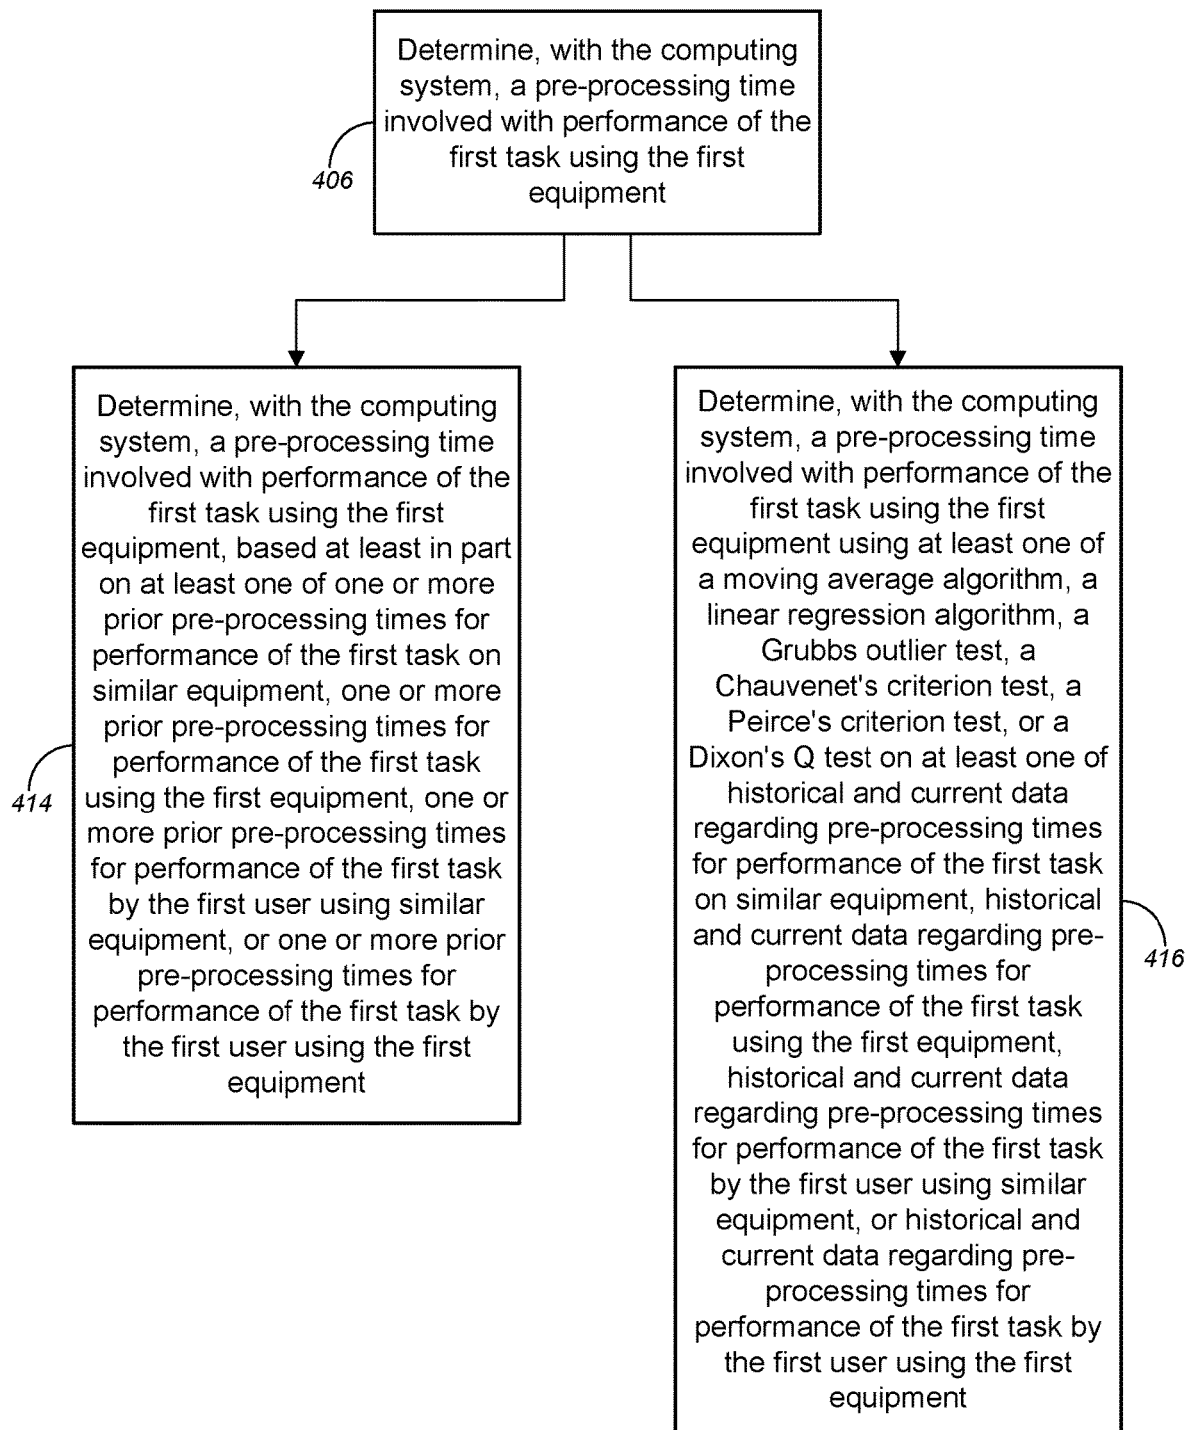 Determine, with the computing
system, a pre-processing time
involved with performance of the
first task using the first
equipment
406
Determine, with the computing
system, a pre-processing time
involved with performance of the
first task using the first
equipment, based at least in part
on at least one of one or more
prior pre-processing times for
performance of the first task on
similar equipment, one or more
prior pre-processing times for
performance of the first task
using the first equipment, one or
more prior pre-processing times
for performance of the first task
by the first user using similar
equipment, or one or more prior
pre-processing times for
performance of the first task by
the first user using the first
equipment
414
Determine, with the computing
system, a pre-processing time
involved with performance of the
first task using the first
equipment using at least one of
a moving average algorithm, a
linear regression algorithm, a
Grubbs outlier test, a
Chauvenet's criterion test, a
Peirce's criterion test, or a
Dixon's Q test on at least one of
historical and current data
regarding pre-processing times
for performance of the first task
on similar equipment, historical
and current data regarding pre-
processing times for
performance of the first task
using the first equipment,
historical and current data
regarding pre-processing times
for performance of the first task
by the first user using similar
equipment, or historical and
current data regarding pre-
processing times for
performance of the first task by
the first user using the first
equipment
416